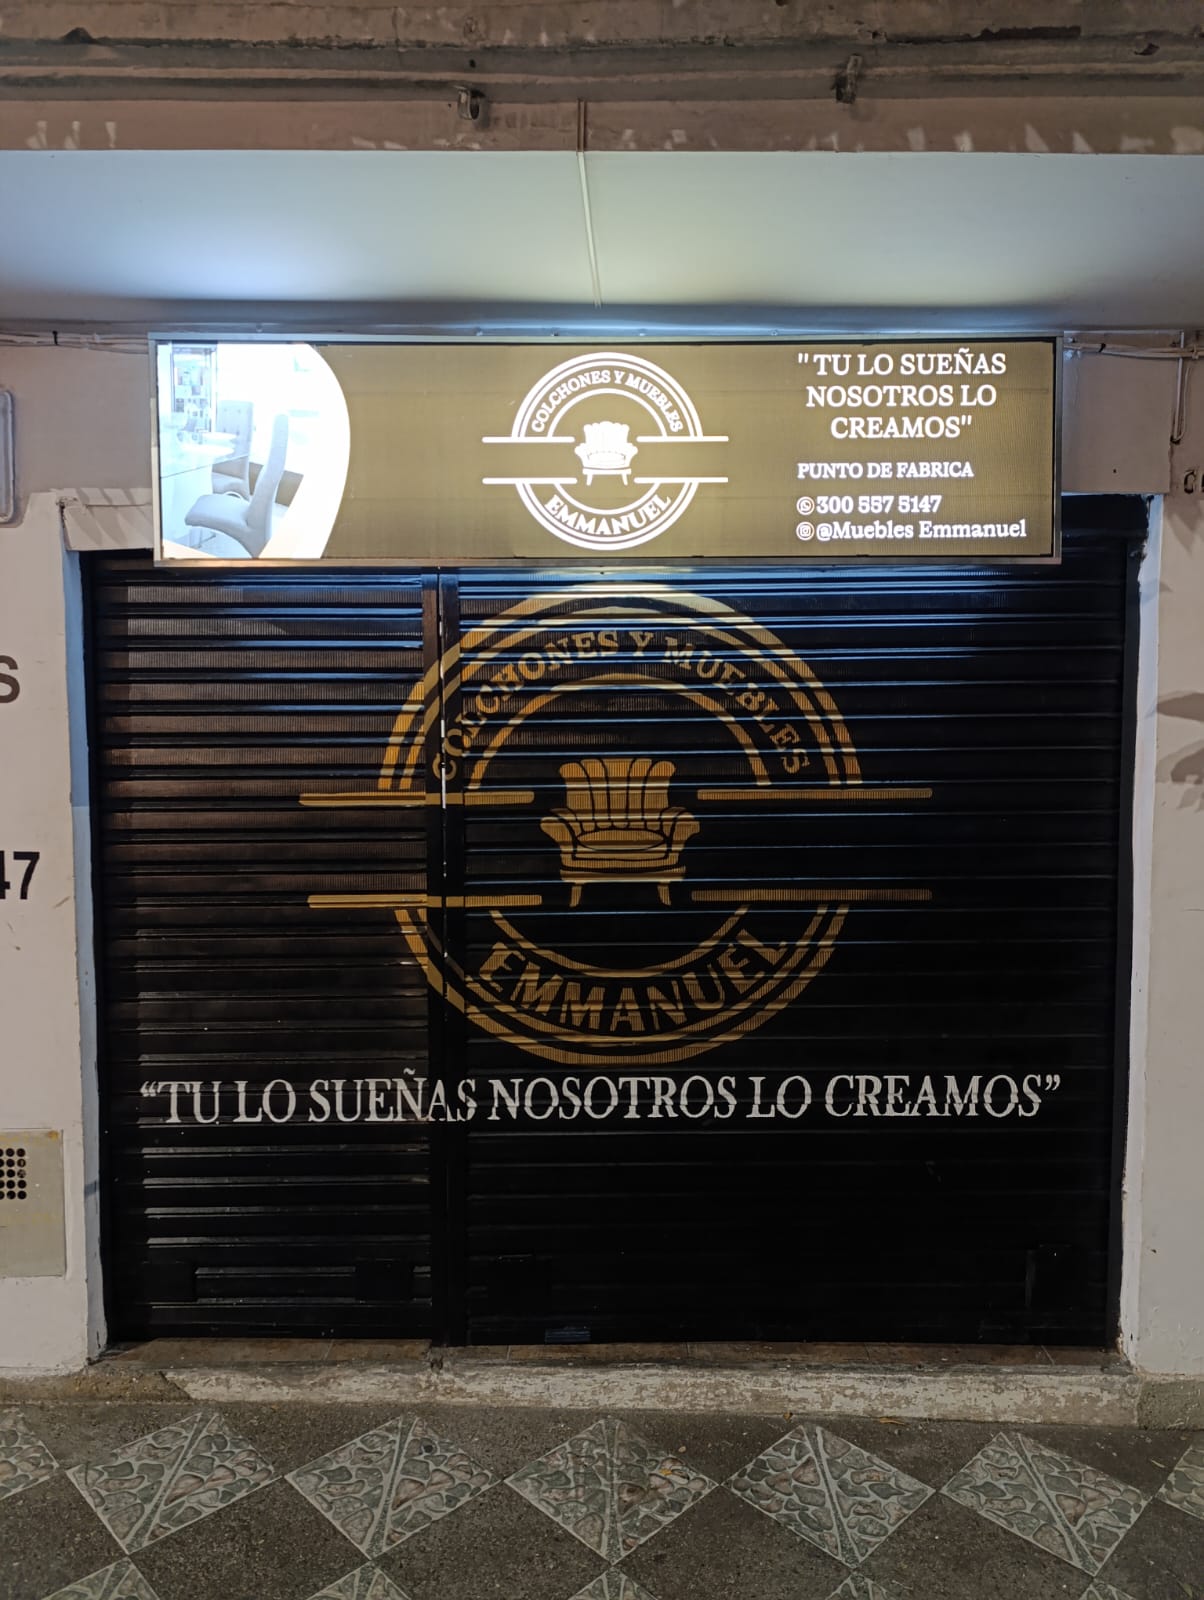 COLCHONES Y MUEBLES
EMMANUEL
" TU LO SUEÑAS
NOSOTROS LO
CREAMOS"
PUNTO DE FABRICA
300 557 5147
@Muebles Emmanuel
COLCHONES Y MUEBLES
EMMANUEL
“TU LO SUEÑAS NOSOTROS LO CREAMOS”
S
47